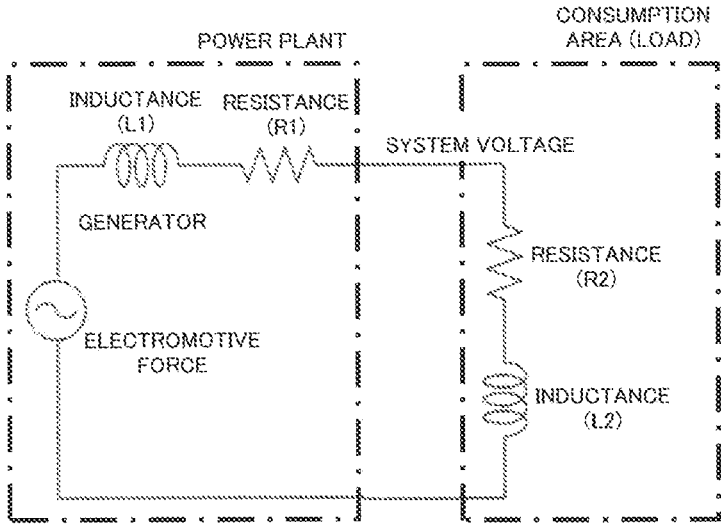 POWER PLANT
CONSUMPTION
AREA (LOAD)
INDUCTANCE
(L1)
RESISTANCE
(R1)
SYSTEM VOLTAGE
GENERATOR
RESISTANCE
(R2)
ELECTROMOTIVE
FORCE
INDUCTANCE
(L2)